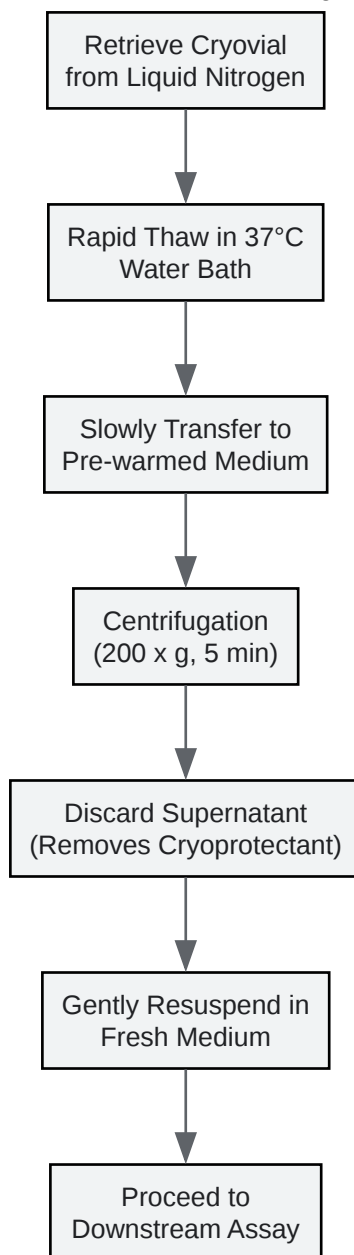 Retrieve Cryovial
from Liquid Nitrogen
Rapid Thaw in 37°C
Water Bath
Slowly Transfer to
Pre-warmed Medium
Centrifugation
(200 x g, 5 min)
Discard Supernatant
(Removes Cryoprotectant)
Gently Resuspend in
Fresh Medium
Proceed to
Downstream Assay